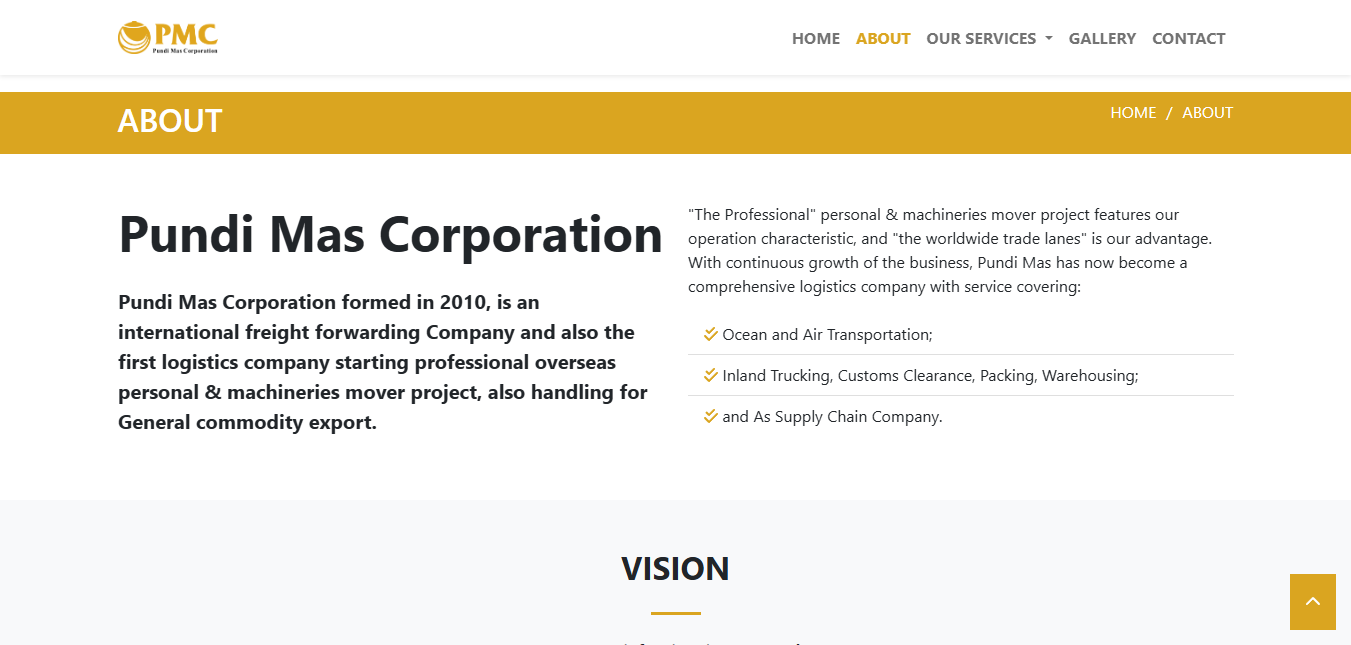 PMC
Pundi Mas Corporation
HOME ABOUT OUR SERVICES GALLERY CONTACT
ABOUT
HOME / ABOUT
Pundi Mas Corporation
Pundi Mas Corporation formed in 2010, is an
international freight forwarding Company and also the
first logistics company starting professional overseas
personal & machineries mover project, also handling for
General commodity export.
"The Professional" personal & machineries mover project features our
operation characteristic, and "the worldwide trade lanes" is our advantage.
With continuous growth of the business, Pundi Mas has now become a
comprehensive logistics company with service covering:
Ocean and Air Transportation;
Inland Trucking, Customs Clearance, Packing, Warehousing;
and As Supply Chain Company.
VISION